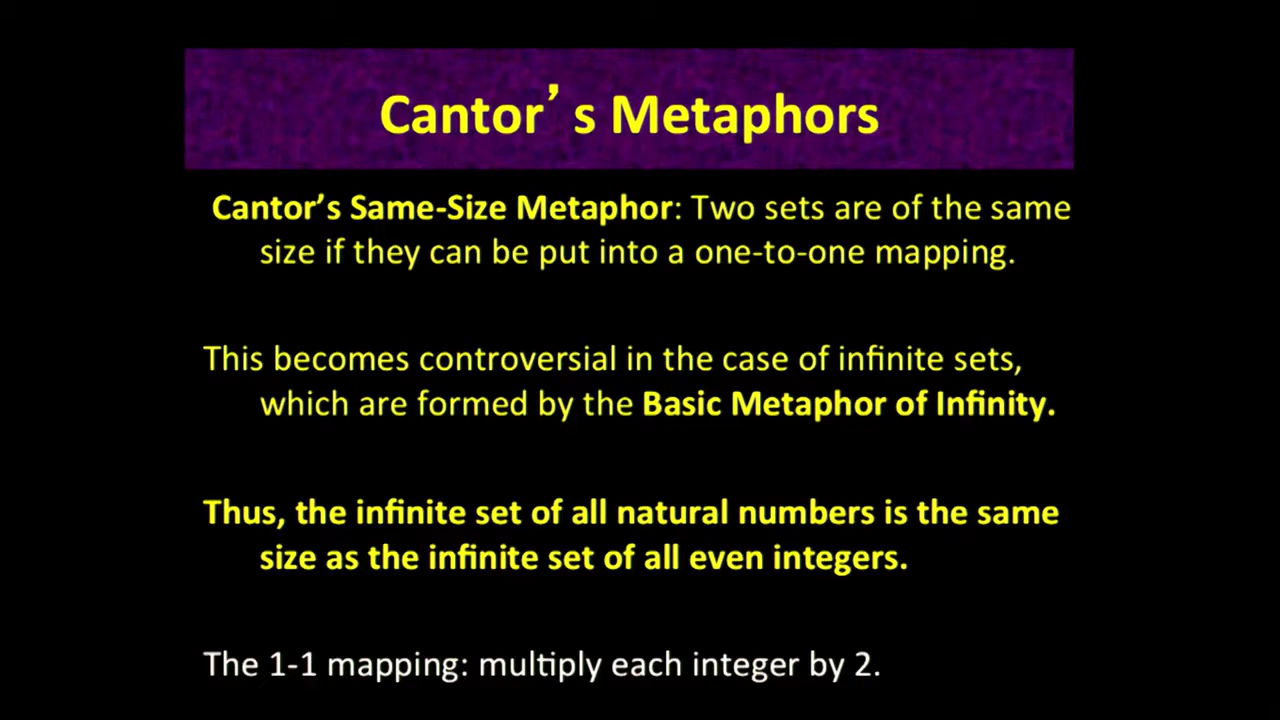 Cantor’s Metaphors
Cantor’s Same-Size Metaphor: Two sets are of the same
size if they can be put into a one-to-one mapping.
This becomes controversial in the case of infinite sets,
which are formed by the Basic Metaphor of Infinity.
Thus, the infinite set of all natural numbers is the same
size as the infinite set of all even integers.
The 1-1 mapping: multiply each integer by 2.